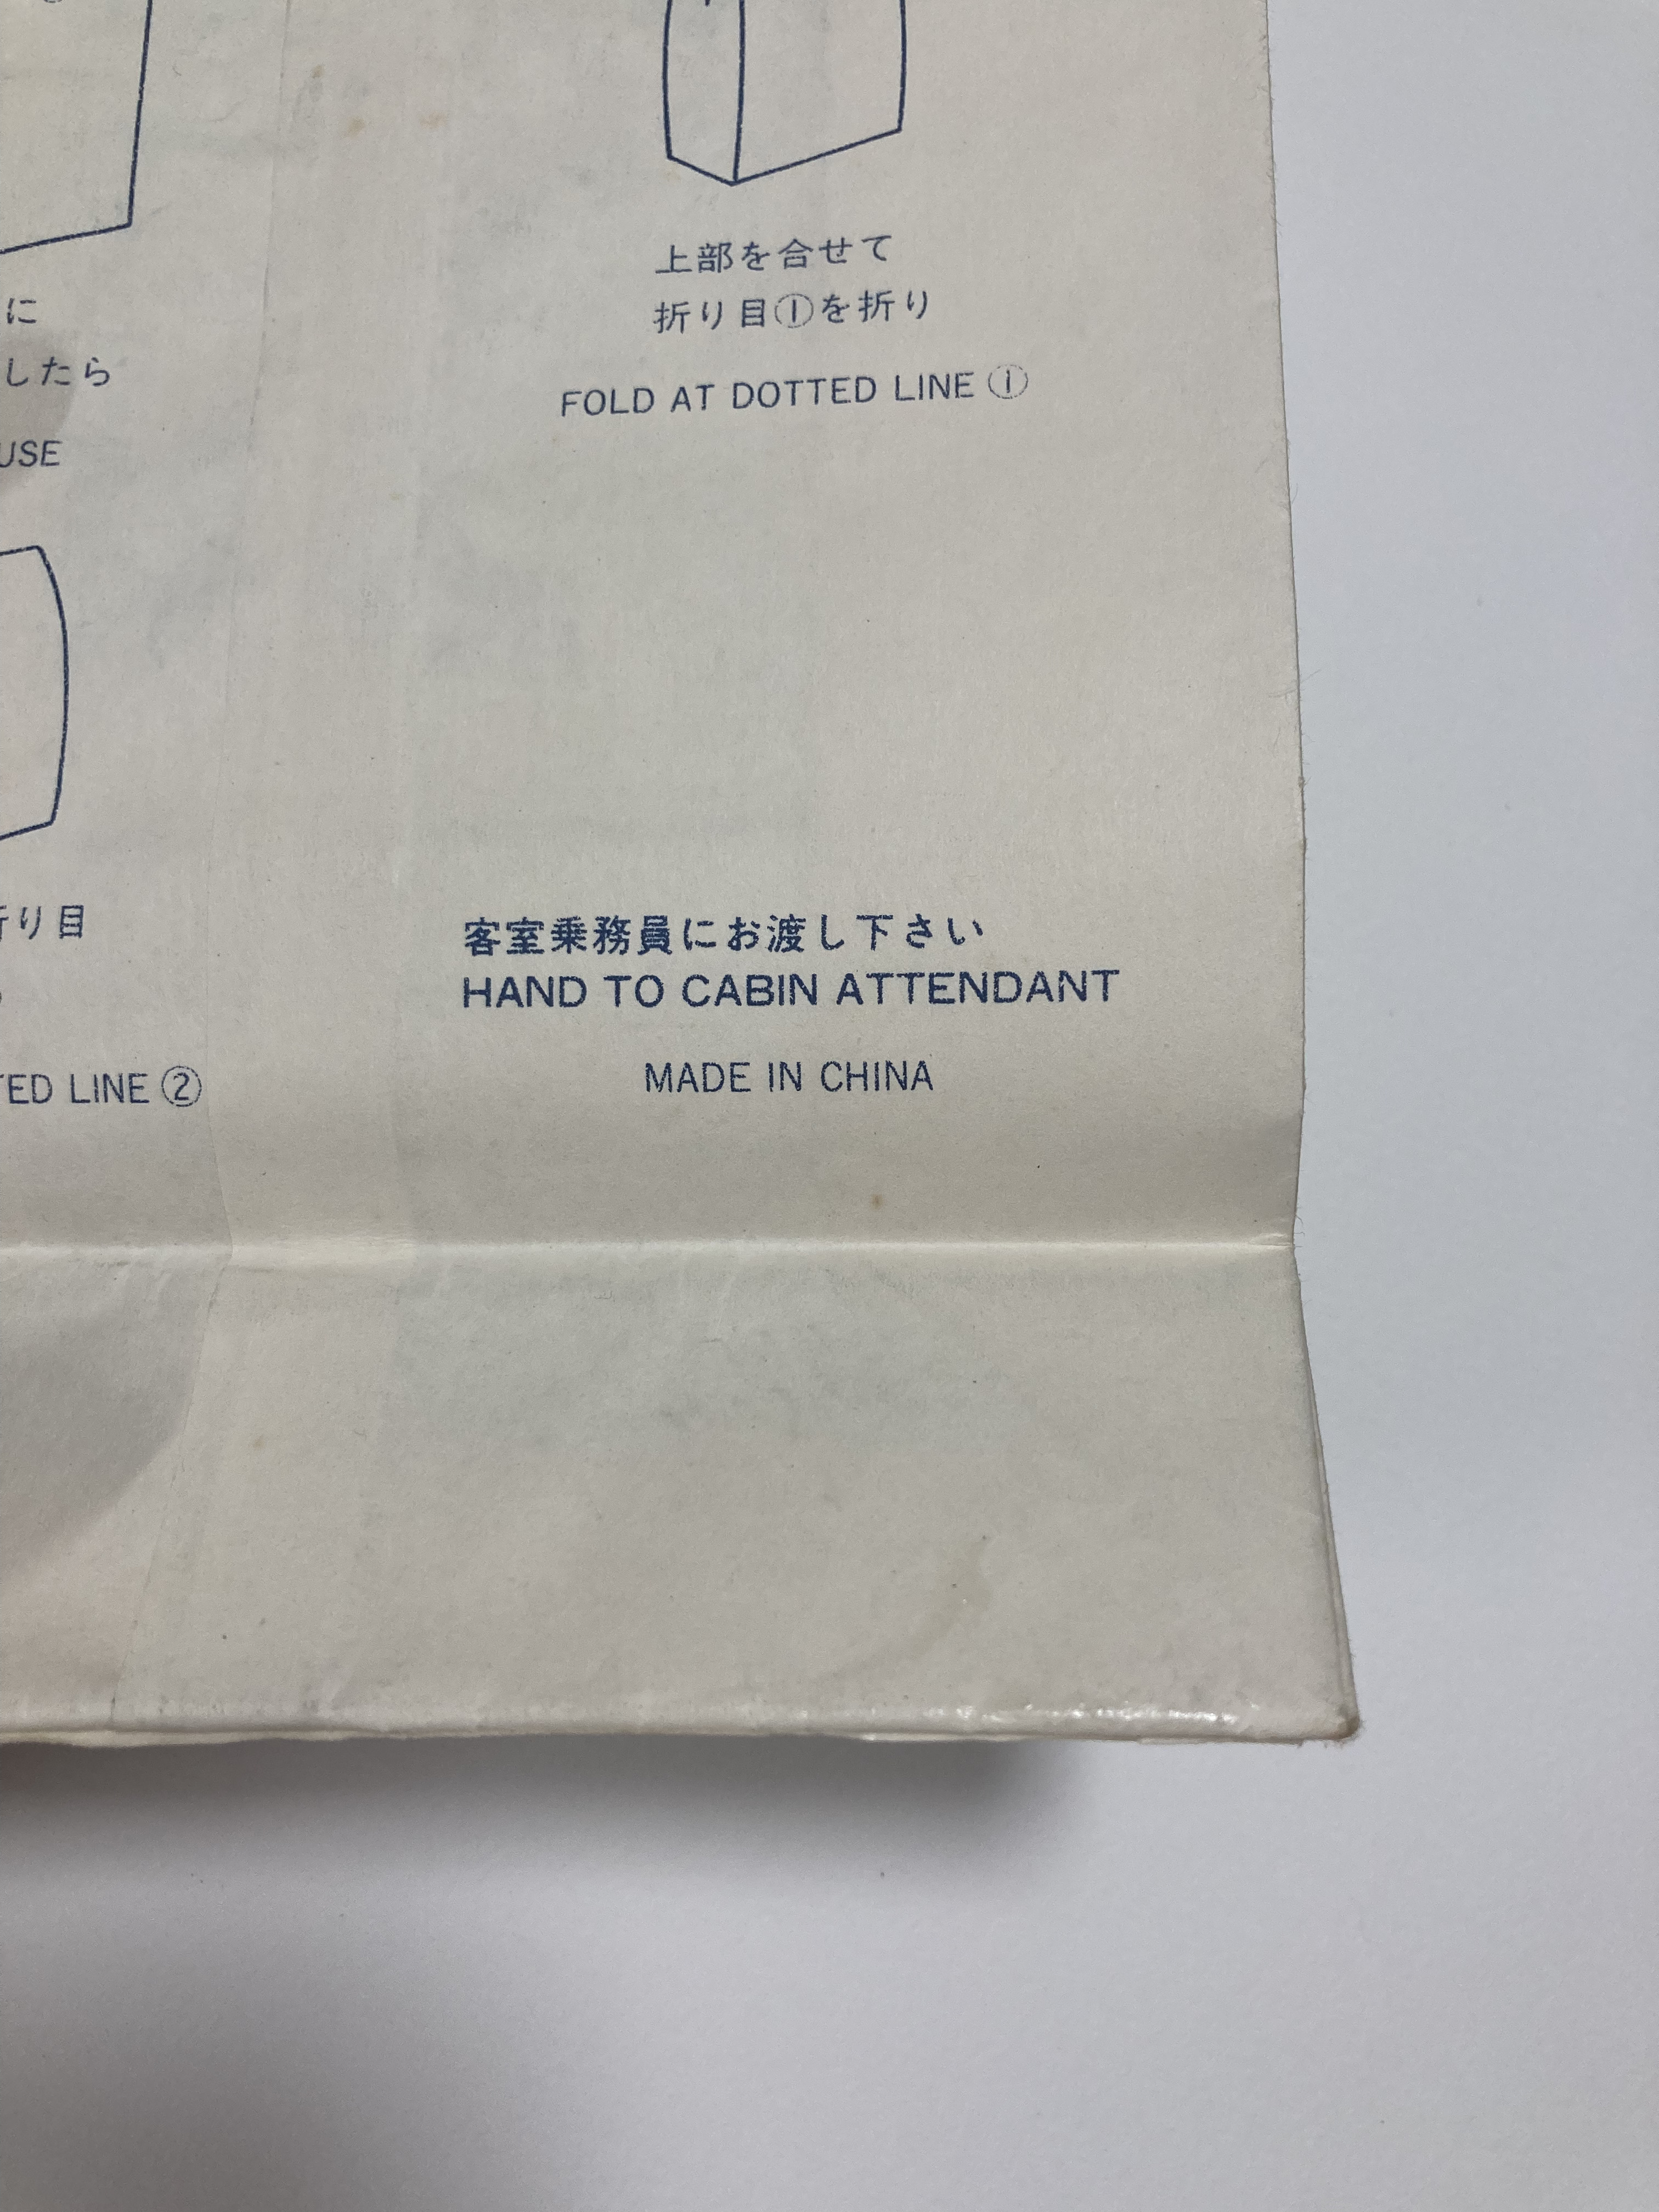 に
したら
USE
上部を合せて
折り目①を折り
FOLD AT DOTTED LINE ①
折り目
TED LINE ②
客室乗務員にお渡し下さい
HAND TO CABIN ATTENDANT
MADE IN CHINA